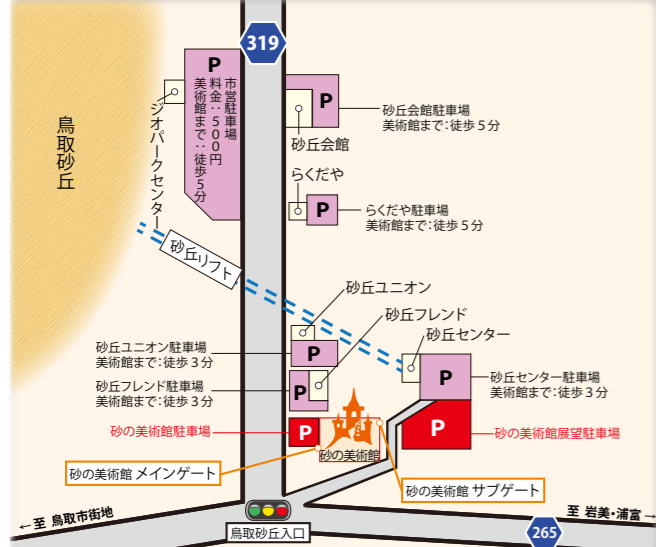 319
P
市営駐車場
料金：５００円
美術館まで：徒歩５分
ジオパークセンター
鳥取砂丘
P
砂丘会館
砂丘会館駐車場
美術館まで：徒歩５分
らくだや
P
らくだや駐車場
美術館まで：徒歩５分
砂丘リフト
砂丘ユニオン
砂丘フレンド
砂丘センター
砂丘ユニオン駐車場
美術館まで：徒歩３分
P
砂丘フレンド駐車場
美術館まで：徒歩３分
P
P
砂丘センター駐車場
美術館まで：徒歩３分
砂の美術館駐車場
P
砂の美術館
P
砂の美術館展望駐車場
砂の美術館 メインゲート
砂の美術館 サブゲート
←至 鳥取市街地
鳥取砂丘入口
至 岩美・浦富→
265